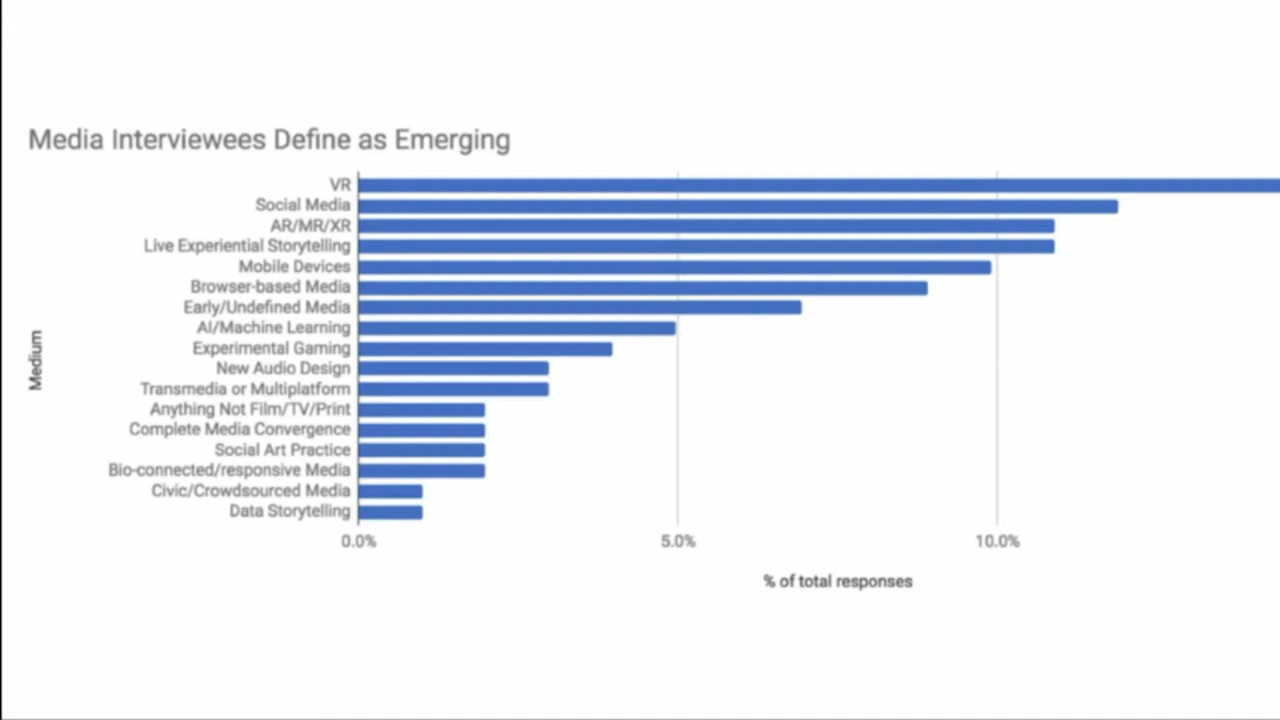 Media Interviewees Define as Emerging
VR
Social Media
AR/MR/XR
Live Experiential Storytelling
Mobile Devices
Browser-based Media
Early/Undefined Media
AI/Machine Learning
Experimental Gaming
New Audio Design
Transmedia or Multiplatform
Anything Not Film/TV/Print
Complete Media Convergence
Social Art Practice
Bio-connected/responsive Media
Civic/Crowdsourced Media
Data Storytelling
Medium
0.0% 5.0% 10.0%
% of total responses